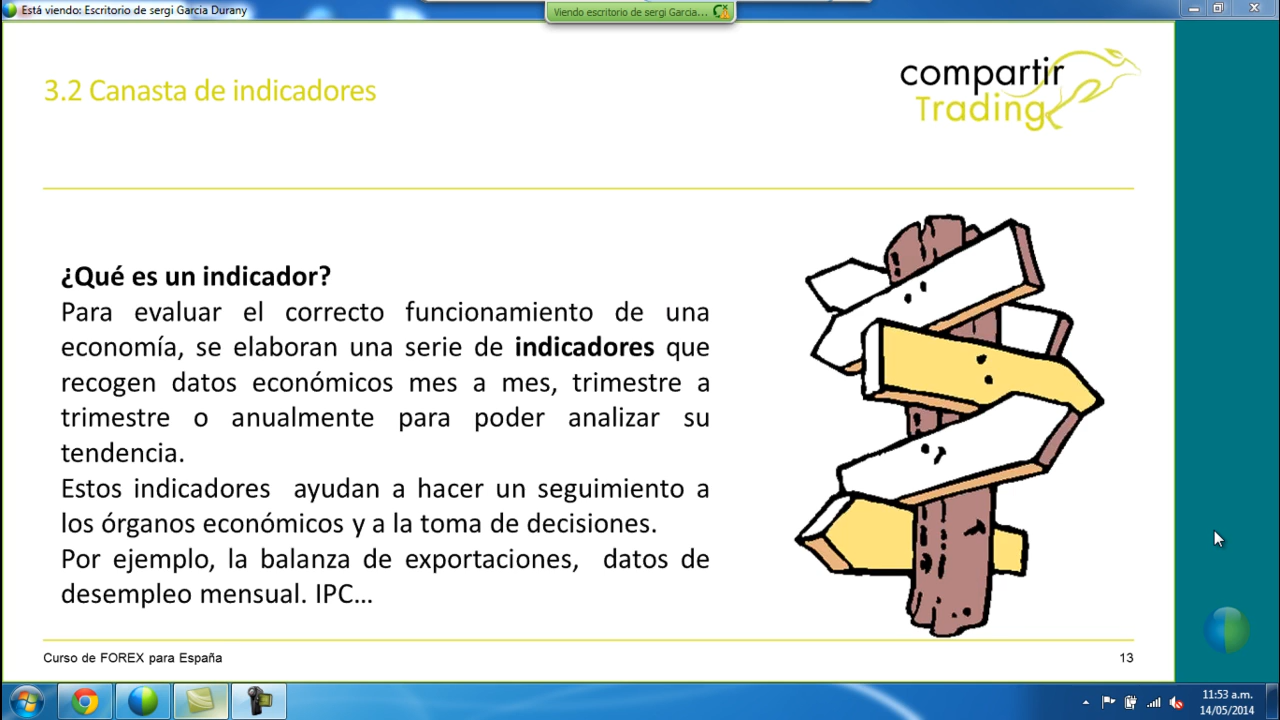 Está viendo: Escritorio de sergi Garcia Durany
Viendo escritorio de sergi Garcia...
3.2 Canasta de indicadores
compartir
Trading
¿Qué es un indicador?
Para evaluar el correcto funcionamiento de una
economía, se elaboran una serie de indicadores que
recogen datos económicos mes a mes, trimestre a
trimestre o anualmente para poder analizar su
tendencia.
Estos indicadores ayudan a hacer un seguimiento a
los órganos económicos y a la toma de decisiones.
Por ejemplo, la balanza de exportaciones, datos de
desempleo mensual. IPC...
Curso de FOREX para España
13
11:53 a.m.
14/05/2014